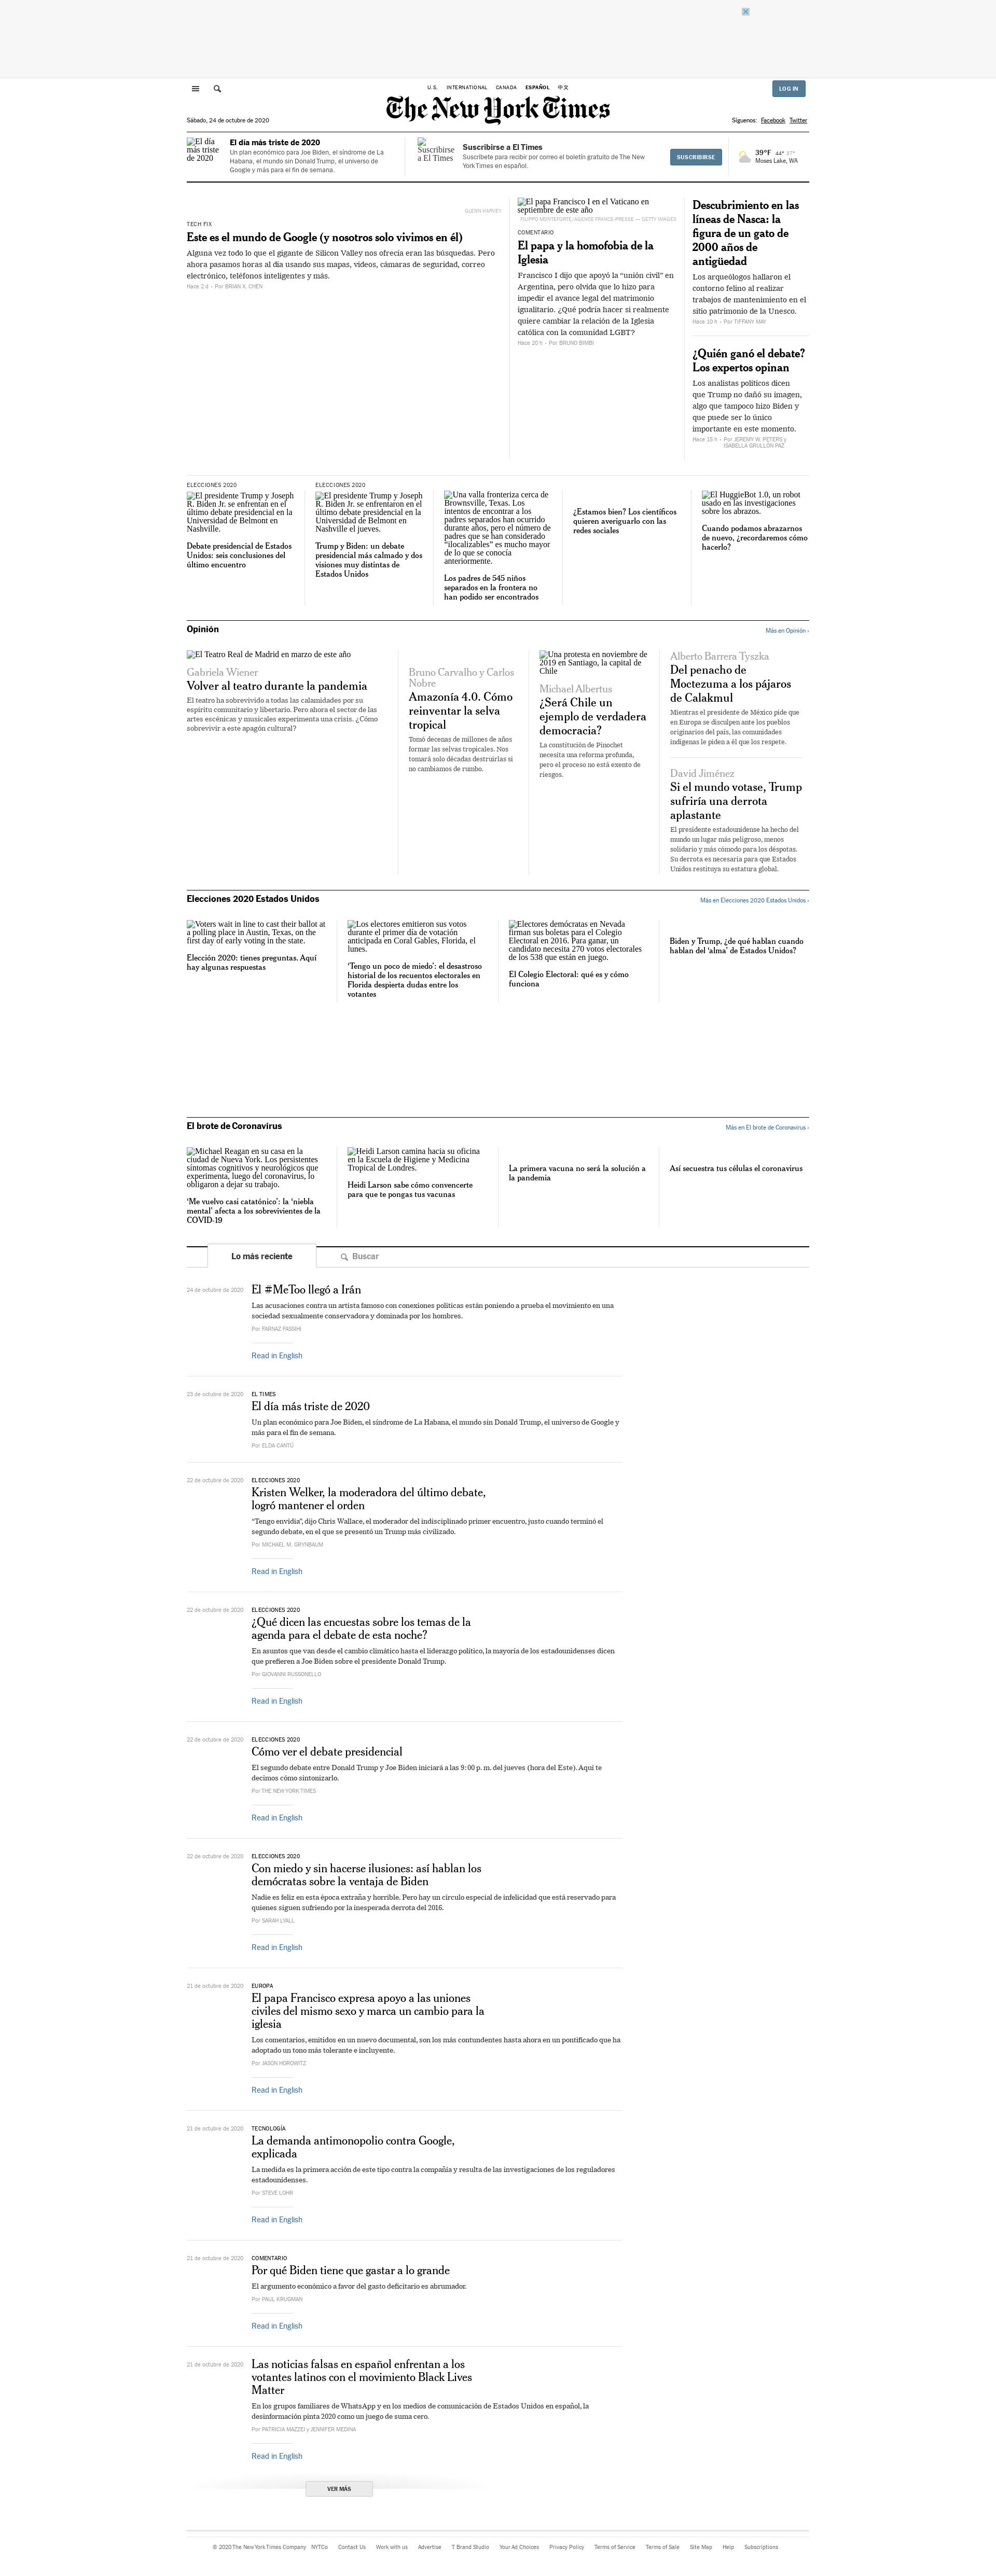 U.S.
INTERNATIONAL
CANADA
ESPAÑOL
中文
LOG IN
The New York Times
Sábado, 24 de octubre de 2020
Síguenos: Facebook Twitter
El día más triste de 2020
El día más triste de 2020
Un plan económico para Joe Biden, el síndrome de La
Habana, el mundo sin Donald Trump, el universo de
Google y más para el fin de semana.
Suscribirse a El Times
Suscribirse a El Times
Suscríbete para recibir por correo el boletín gratuito de The New
York Times en español.
SUSCRIBIRSE
39°F 44° 37°
Moses Lake, WA
GLENN HARVEY
TECH FIX
Este es el mundo de Google (y nosotros solo vivimos en él)
Alguna vez todo lo que el gigante de Silicon Valley nos ofrecía eran las búsquedas. Pero
ahora pasamos horas al día usando sus mapas, videos, cámaras de seguridad, correo
electrónico, teléfonos inteligentes y más.
Hace 2 d - Por BRIAN X. CHEN
El papa Francisco I en el Vaticano en
septiembre de este año
FILIPPO MONTEFORTE/AGENCE FRANCE-PRESSE — GETTY IMAGES
COMENTARIO
El papa y la homofobia de la
Iglesia
Francisco I dijo que apoyó la “unión civil” en
Argentina, pero olvida que lo hizo para
impedir el avance legal del matrimonio
igualitario. ¿Qué podría hacer si realmente
quiere cambiar la relación de la Iglesia
católica con la comunidad LGBT?
Hace 20 h - Por BRUNO BIMBI
Descubrimiento en las
líneas de Nasca: la
figura de un gato de
2000 años de
antigüedad
Los arqueólogos hallaron el
contorno felino al realizar
trabajos de mantenimiento en el
sitio patrimonio de la Unesco.
Hace 10 h - Por TIFFANY MAY
¿Quién ganó el debate?
Los expertos opinan
Los analistas políticos dicen
que Trump no dañó su imagen,
algo que tampoco hizo Biden y
que puede ser lo único
importante en este momento.
Hace 15 h - Por JEREMY W. PETERS y
ISABELLA GRULLÓN PAZ
ELECCIONES 2020
El presidente Trump y Joseph
R. Biden Jr. se enfrentan en el
último debate presidencial en la
Universidad de Belmont en
Nashville.
Debate presidencial de Estados
Unidos: seis conclusiones del
último encuentro
ELECCIONES 2020
El presidente Trump y Joseph
R. Biden Jr. se enfrentaron en el
último debate presidencial en la
Universidad de Belmont en
Nashville el jueves.
Trump y Biden: un debate
presidencial más calmado y dos
visiones muy distintas de
Estados Unidos
Una valla fronteriza cerca de
Brownsville, Texas. Los
intentos de encontrar a los
padres separados han ocurrido
durante años, pero el número de
padres que se han considerado
“ilocalizables” es mucho mayor
de lo que se conocía
anteriormente.
Los padres de 545 niños
separados en la frontera no
han podido ser encontrados
¿Estamos bien? Los científicos
quieren averiguarlo con las
redes sociales
El HuggieBot 1.0, un robot
usado en las investigaciones
sobre los abrazos.
Cuando podamos abrazarnos
de nuevo, ¿recordaremos cómo
hacerlo?
Opinión
Más en Opinión ›
El Teatro Real de Madrid en marzo de este año
Gabriela Wiener
Volver al teatro durante la pandemia
El teatro ha sobrevivido a todas las calamidades por su
espíritu comunitario y libertario. Pero ahora el sector de las
artes escénicas y musicales experimenta una crisis. ¿Cómo
sobrevivir a este apagón cultural?
Bruno Carvalho y Carlos
Nobre
Amazonía 4.0. Cómo
reinventar la selva
tropical
Tomó decenas de millones de años
formar las selvas tropicales. Nos
tomará solo décadas destruirlas si
no cambiamos de rumbo.
Una protesta en noviembre de
2019 en Santiago, la capital de
Chile
Michael Albertus
¿Será Chile un
ejemplo de verdadera
democracia?
La constitución de Pinochet
necesita una reforma profunda,
pero el proceso no está exento de
riesgos.
Alberto Barrera Tyszka
Del penacho de
Moctezuma a los pájaros
de Calakmul
Mientras el presidente de México pide que
en Europa se disculpen ante los pueblos
originarios del país, las comunidades
indígenas le piden a él que los respete.
David Jiménez
Si el mundo votase, Trump
sufriría una derrota
aplastante
El presidente estadounidense ha hecho del
mundo un lugar más peligroso, menos
solidario y más cómodo para los déspotas.
Su derrota es necesaria para que Estados
Unidos restituya su estatura global.
Elecciones 2020 Estados Unidos
Más en Elecciones 2020 Estados Unidos ›
Voters wait in line to cast their ballot at
a polling place in Austin, Texas, on the
first day of early voting in the state.
Elección 2020: tienes preguntas. Aquí
hay algunas respuestas
Los electores emitieron sus votos
durante el primer día de votación
anticipada en Coral Gables, Florida, el
lunes.
‘Tengo un poco de miedo’: el desastroso
historial de los recuentos electorales en
Florida despierta dudas entre los
votantes
Electores demócratas en Nevada
firman sus boletas para el Colegio
Electoral en 2016. Para ganar, un
candidato necesita 270 votos electorales
de los 538 que están en juego.
El Colegio Electoral: qué es y cómo
funciona
Biden y Trump, ¿de qué hablan cuando
hablan del ‘alma’ de Estados Unidos?
El brote de Coronavirus
Más en El brote de Coronavirus ›
Michael Reagan en su casa en la
ciudad de Nueva York. Los persistentes
síntomas cognitivos y neurológicos que
experimenta, luego del coronavirus, lo
obligaron a dejar su trabajo.
‘Me vuelvo casi catatónico’: la ‘niebla
mental’ afecta a los sobrevivientes de la
COVID-19
Heidi Larson camina hacia su oficina
en la Escuela de Higiene y Medicina
Tropical de Londres.
Heidi Larson sabe cómo convencerte
para que te pongas tus vacunas
La primera vacuna no será la solución a
la pandemia
Así secuestra tus células el coronavirus
Lo más reciente
Buscar
24 de octubre de 2020
El #MeToo llegó a Irán
Las acusaciones contra un artista famoso con conexiones políticas están poniendo a prueba el movimiento en una
sociedad sexualmente conservadora y dominada por los hombres.
Por FARNAZ FASSIHI
Read in English
23 de octubre de 2020
EL TIMES
El día más triste de 2020
Un plan económico para Joe Biden, el síndrome de La Habana, el mundo sin Donald Trump, el universo de Google y
más para el fin de semana.
Por ELDA CANTÚ
22 de octubre de 2020
ELECCIONES 2020
Kristen Welker, la moderadora del último debate,
logró mantener el orden
“Tengo envidia”, dijo Chris Wallace, el moderador del indisciplinado primer encuentro, justo cuando terminó el
segundo debate, en el que se presentó un Trump más civilizado.
Por MICHAEL M. GRYNBAUM
Read in English
22 de octubre de 2020
ELECCIONES 2020
¿Qué dicen las encuestas sobre los temas de la
agenda para el debate de esta noche?
En asuntos que van desde el cambio climático hasta el liderazgo político, la mayoría de los estadounidenses dicen
que prefieren a Joe Biden sobre el presidente Donald Trump.
Por GIOVANNI RUSSONELLO
Read in English
22 de octubre de 2020
ELECCIONES 2020
Cómo ver el debate presidencial
El segundo debate entre Donald Trump y Joe Biden iniciará a las 9:00 p. m. del jueves (hora del Este). Aquí te
decimos cómo sintonizarlo.
Por THE NEW YORK TIMES
Read in English
22 de octubre de 2020
ELECCIONES 2020
Con miedo y sin hacerse ilusiones: así hablan los
demócratas sobre la ventaja de Biden
Nadie es feliz en esta época extraña y horrible. Pero hay un círculo especial de infelicidad que está reservado para
quienes siguen sufriendo por la inesperada derrota del 2016.
Por SARAH LYALL
Read in English
21 de octubre de 2020
EUROPA
El papa Francisco expresa apoyo a las uniones
civiles del mismo sexo y marca un cambio para la
iglesia
Los comentarios, emitidos en un nuevo documental, son los más contundentes hasta ahora en un pontificado que ha
adoptado un tono más tolerante e incluyente.
Por JASON HOROWITZ
Read in English
21 de octubre de 2020
TECNOLOGÍA
La demanda antimonopolio contra Google,
explicada
La medida es la primera acción de este tipo contra la compañía y resulta de las investigaciones de los reguladores
estadounidenses.
Por STEVE LOHR
Read in English
21 de octubre de 2020
COMENTARIO
Por qué Biden tiene que gastar a lo grande
El argumento económico a favor del gasto deficitario es abrumador.
Por PAUL KRUGMAN
Read in English
21 de octubre de 2020
Las noticias falsas en español enfrentan a los
votantes latinos con el movimiento Black Lives
Matter
En los grupos familiares de WhatsApp y en los medios de comunicación de Estados Unidos en español, la
desinformación pinta 2020 como un juego de suma cero.
Por PATRICIA MAZZEI y JENNIFER MEDINA
Read in English
VER MÁS
© 2020 The New York Times Company NYTCo Contact Us Work with us Advertise T Brand Studio Your Ad Choices Privacy Policy Terms of Service Terms of Sale Site Map Help Subscriptions